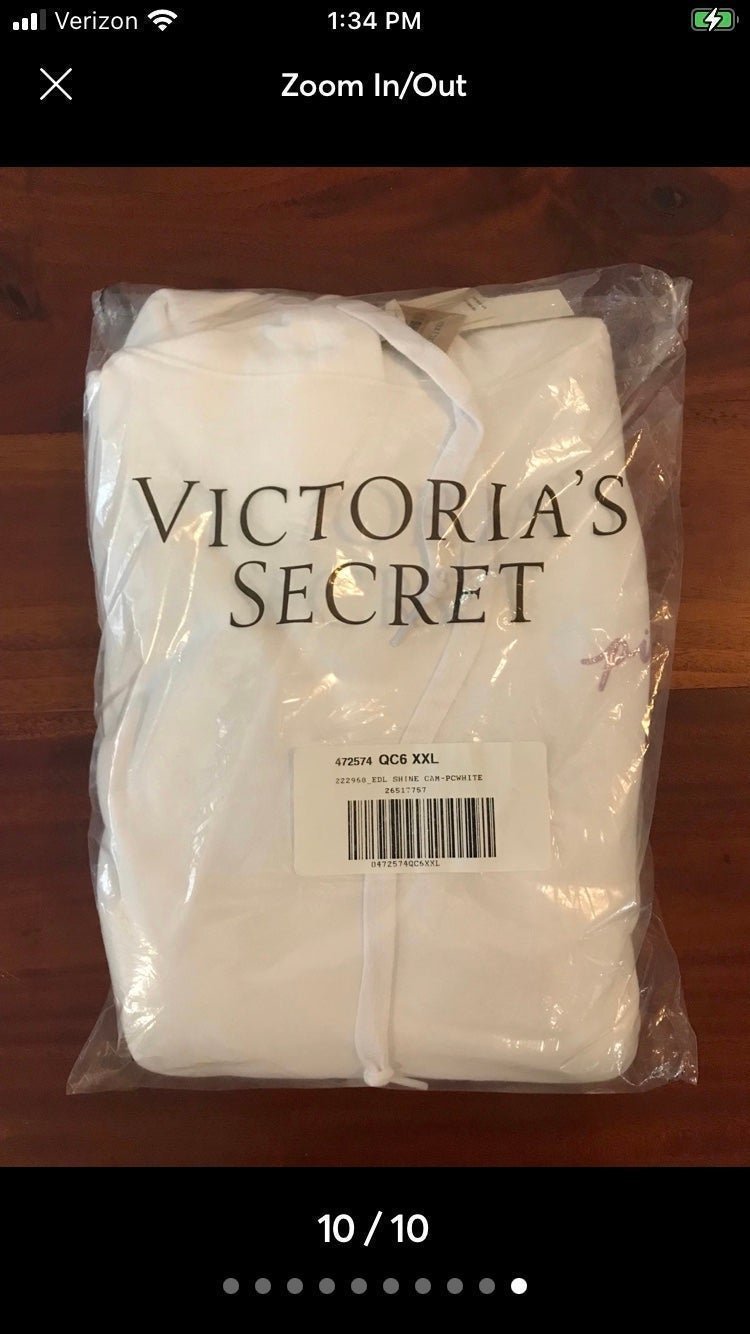 Verizon 1:34 PM
Zoom In/Out
VICTORIA'S
SECRET
pi
472574 QC6 XXL
222960_EDL SHINE CAM-PCWHITE
26517757
0472574QC6XXL
10 / 10